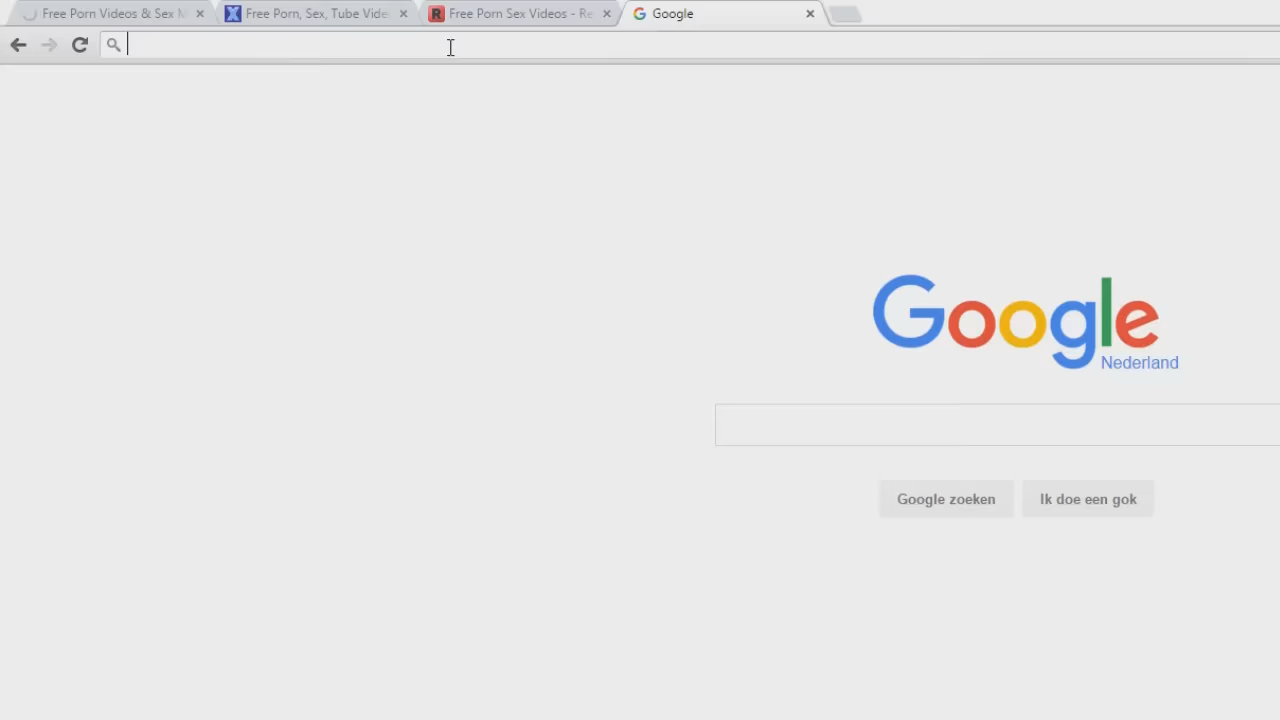 Free Porn Videos & Sex M
Free Porn, Sex, Tube Vide
Free Porn Sex Videos - Re
Google
Google
Nederland
Google zoeken
Ik doe een gok